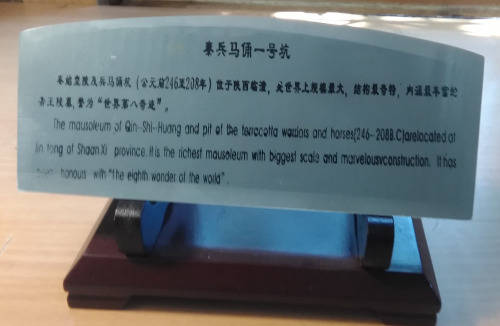 秦兵马俑一号坑
秦始皇陵及兵马俑坑（公元前246至208年）位于陕西临潼，是世界上规模最大，结构最奇特，内涵最丰富的
帝王陵墓，誉为“世界第八奇迹”。
The mausoleum of Qin-Shi-Huang and pit of the terracotta warriors and horses(246-208B.C)arelocated at
lin tong of ShaanXi province.It is the richest mausoleum with biggest scale and marvelousvconstruction. It has
honous with "The eighth wonder of the world".